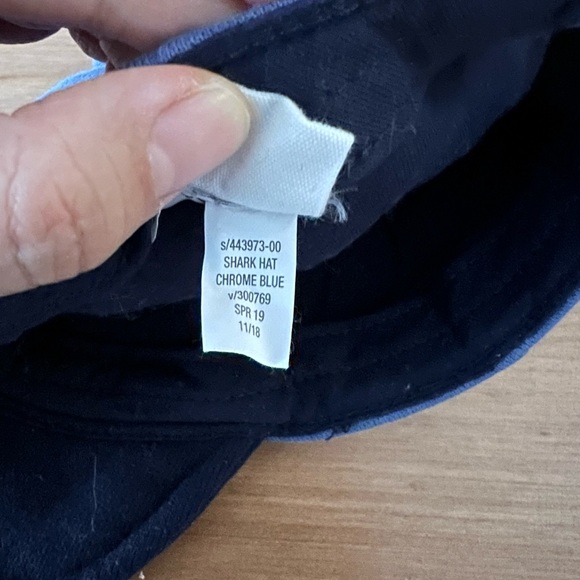 s/443973-00
SHARK HAT
CHROME BLUE
v/300769
SPR 19
11/18